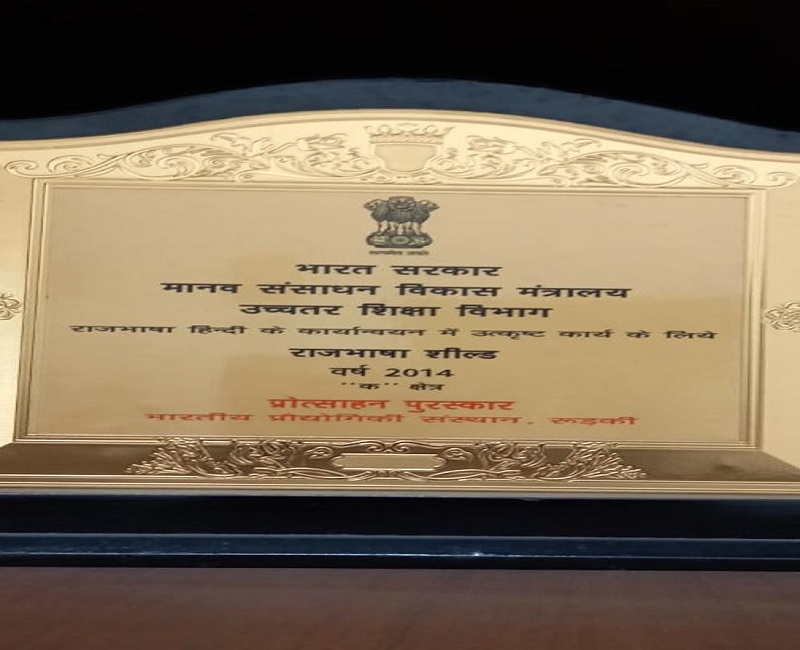 भारत सरकार
मानव संसाधन विकास मंत्रालय
उच्चतर शिक्षा विभाग
राजभाषा हिन्दी के कार्यान्वयन में उत्कृष्ट कार्य के लिये
राजभाषा शील्ड
वर्ष 2014
"क" क्षेत्र
प्रोत्साहन पुरस्कार
भारतीय प्रौद्योगिकी संस्थान. रूड़की